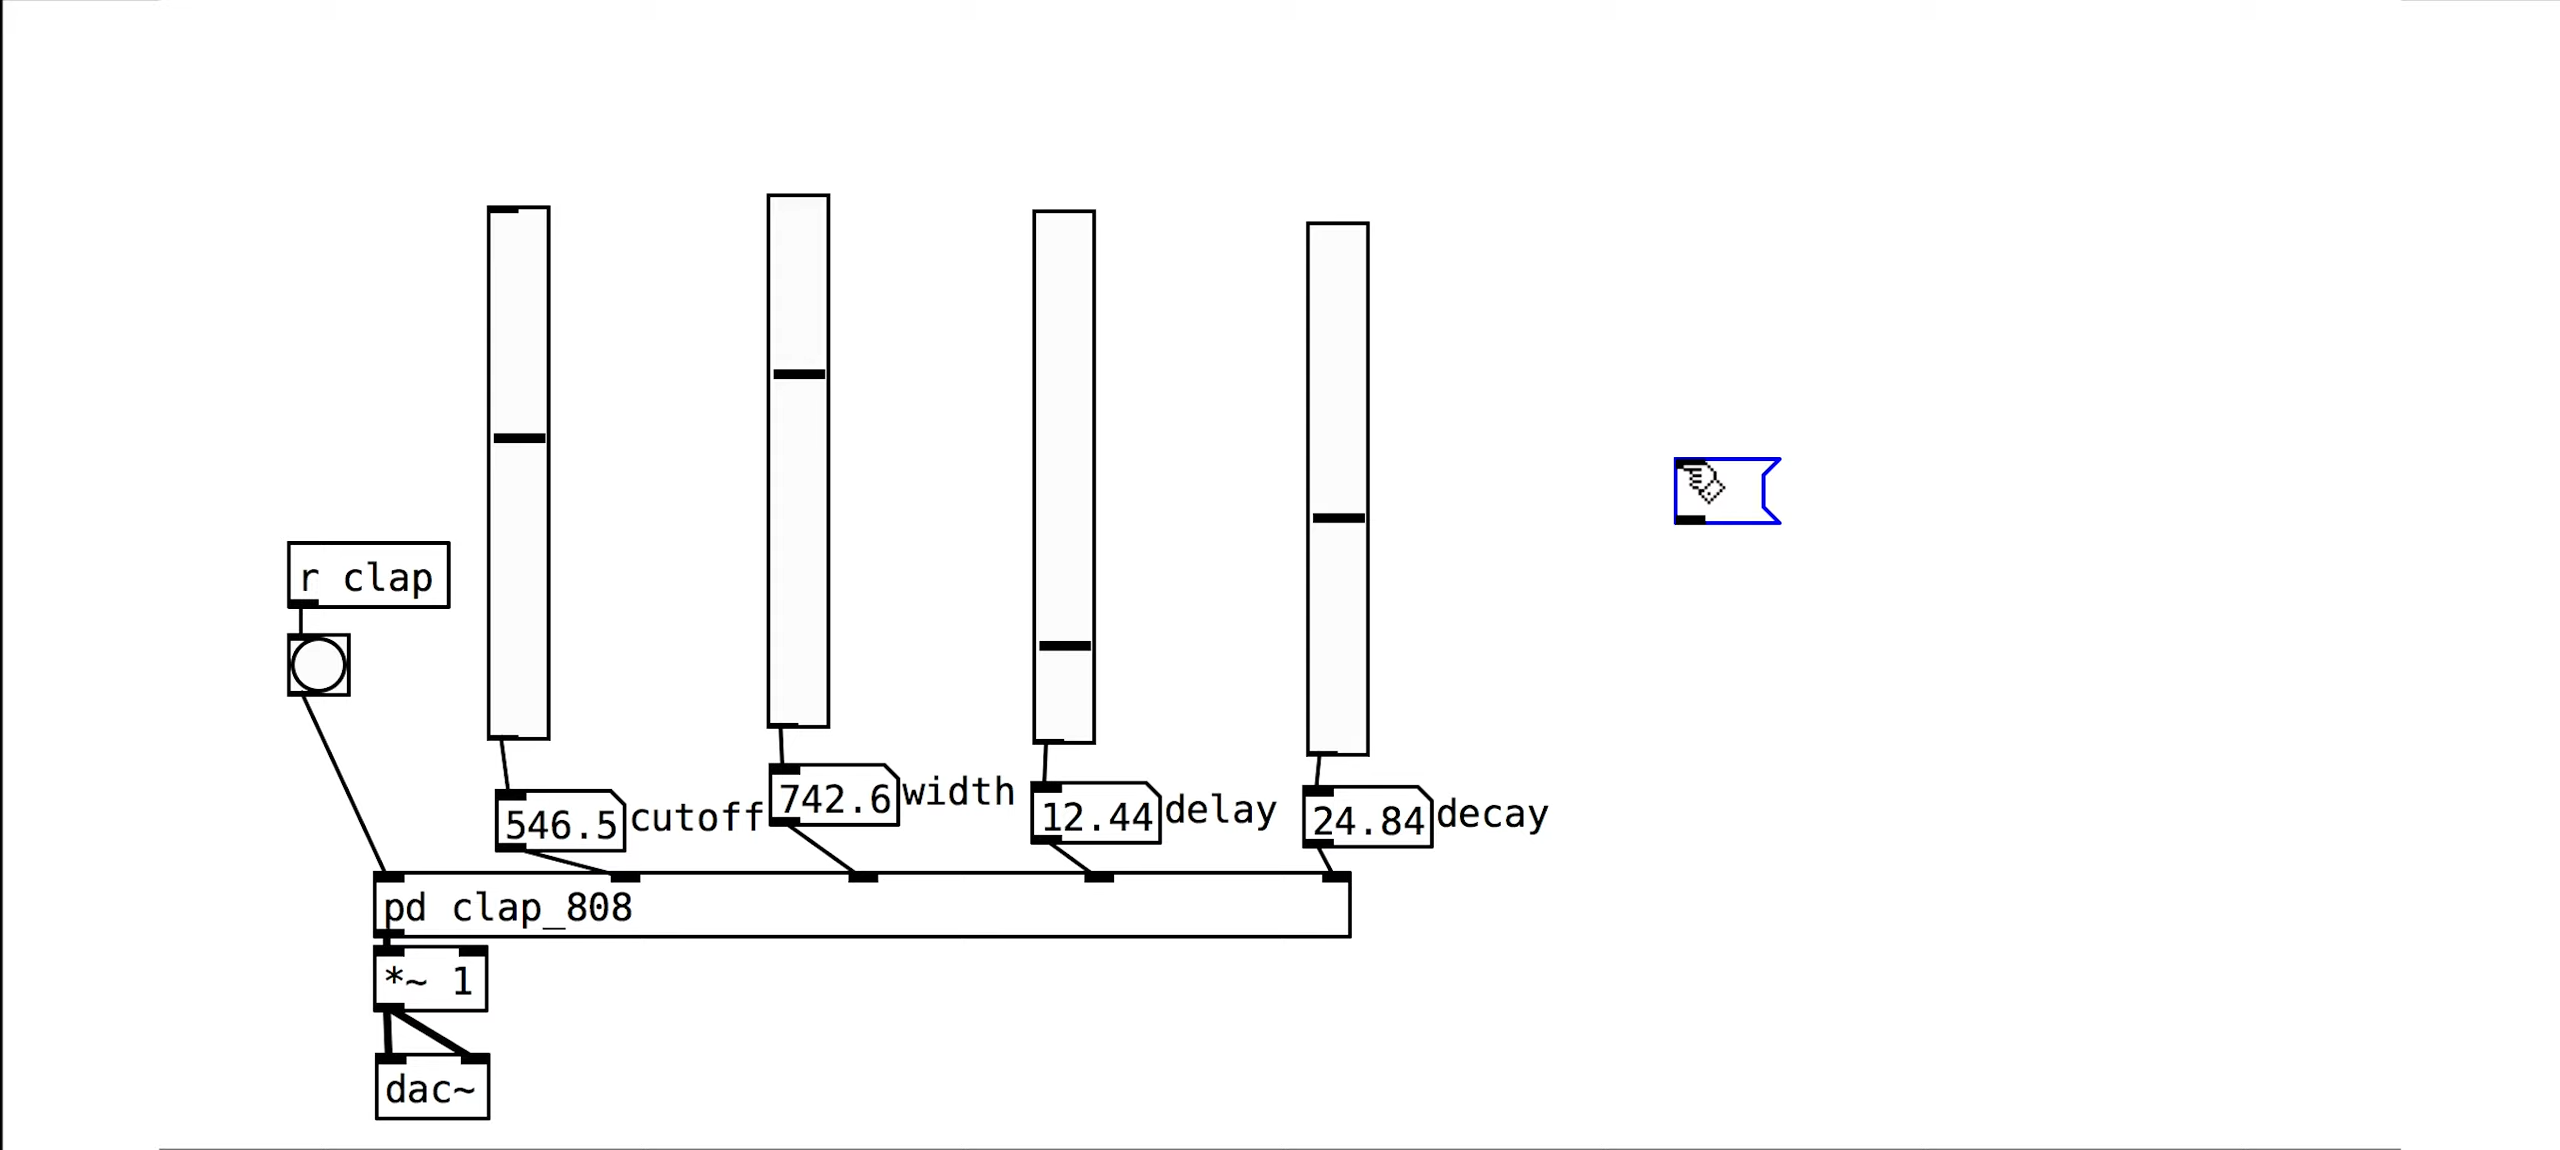 r clap
546.5 cutoff
742.6 width
12.44 delay
24.84 decay
pd clap_808
*~ 1
dac~